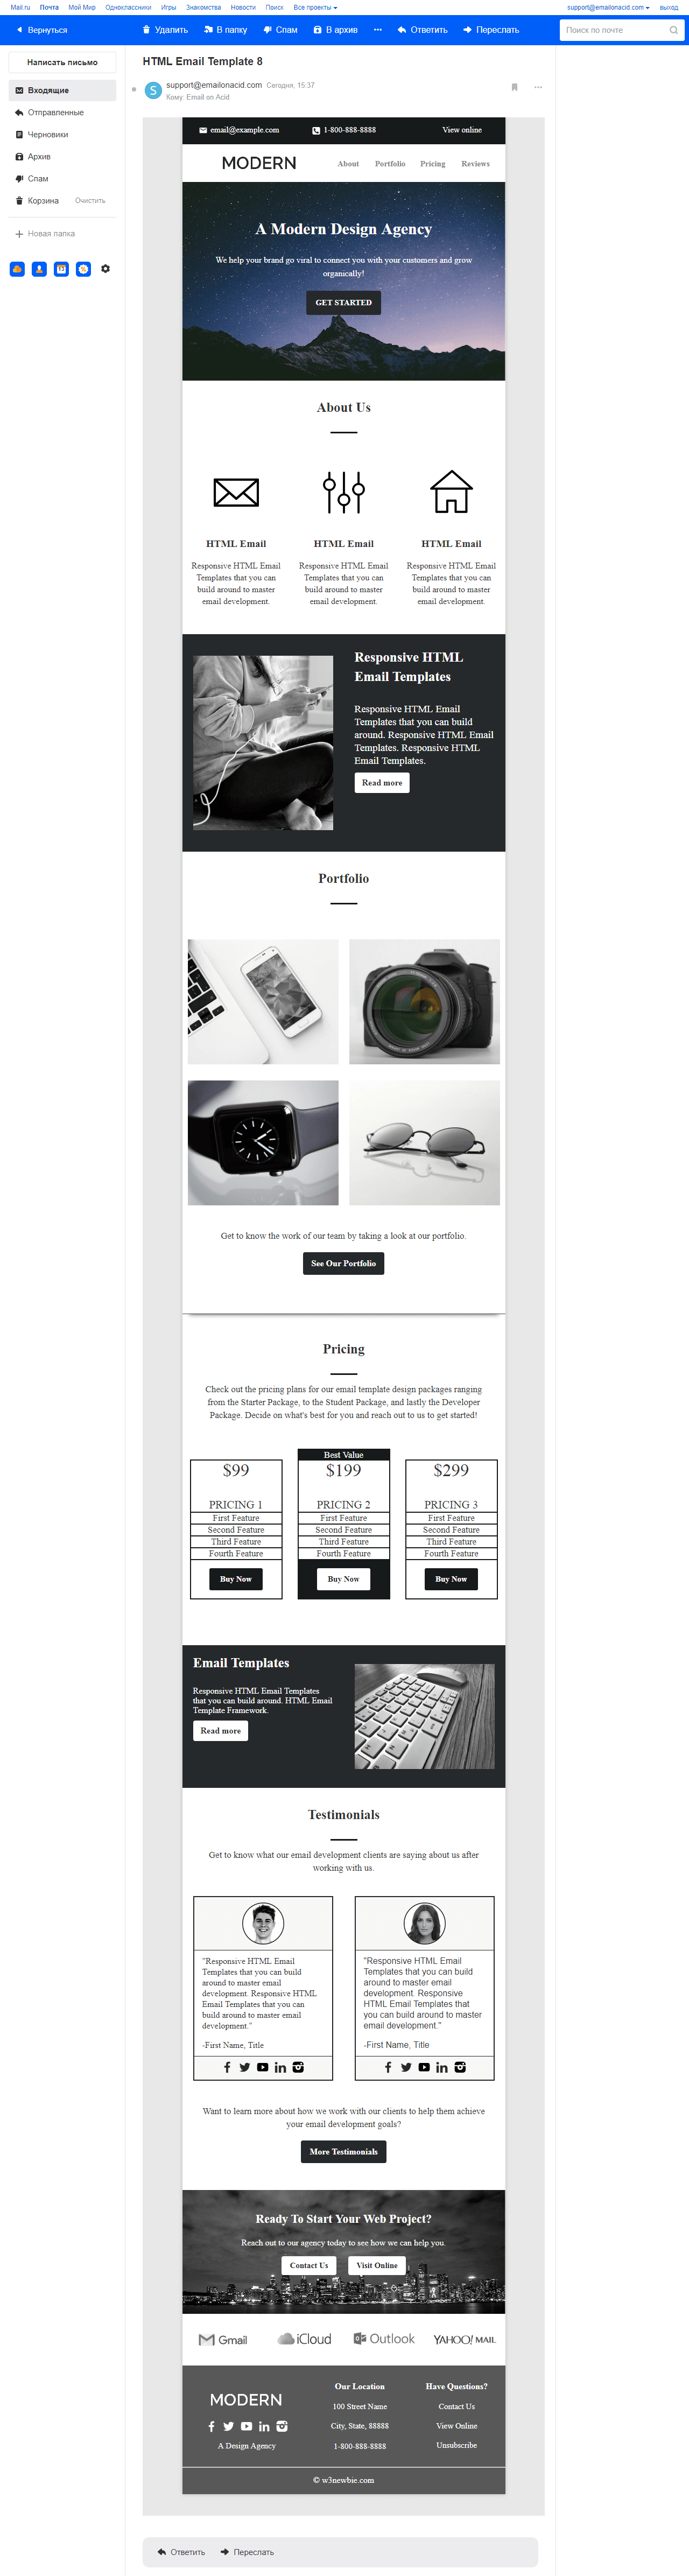 Mail.ru Почта Мой Мир Одноклассники Игры Знакомства Новости Поиск Все проекты support@emailonacid.com выход
Вернуться Удалить В папку Спам В архив ••• Ответить Переслать Поиск по почте
Написать письмо
Входящие
Отправленные
Черновики
Архив
Спам
Корзина Очистить
Новая папка
HTML Email Template 8
S support@emailonacid.com Сегодня, 15:37
Кому: Email on Acid
email@example.com 1-800-888-8888 View online
MODERN About Portfolio Pricing Reviews
A Modern Design Agency
We help your brand go viral to connect you with your customers and grow
organically!
GET STARTED
About Us
HTML Email HTML Email HTML Email
Responsive HTML Email Responsive HTML Email Responsive HTML Email
Templates that you can Templates that you can Templates that you can
build around to master build around to master build around to master
email development. email development. email development.
Responsive HTML
Email Templates
Responsive HTML Email
Templates that you can build
around. Responsive HTML Email
Templates. Responsive HTML
Email Templates.
Read more
Portfolio
Get to know the work of our team by taking a look at our portfolio.
See Our Portfolio
Pricing
Check out the pricing plans for our email template design packages ranging
from the Starter Package, to the Student Package, and lastly the Developer
Package. Decide on what's best for you and reach out to us to get started!
Best Value
$99 $199 $299
PRICING 1 PRICING 2 PRICING 3
First Feature First Feature First Feature
Second Feature Second Feature Second Feature
Third Feature Third Feature Third Feature
Fourth Feature Fourth Feature Fourth Feature
Buy Now Buy Now Buy Now
Email Templates
Responsive HTML Email Templates
that you can build around. HTML Email
Template Framework.
Read more
Testimonials
Get to know what our email development clients are saying about us after
working with us.
"Responsive HTML Email
Templates that you can build
around to master email
development. Responsive HTML
Email Templates that you can
build around to master email
development."
-First Name, Title
"Responsive HTML Email
Templates that you can build
around to master email
development. Responsive
HTML Email Templates that
you can build around to master
email development."
-First Name, Title
Want to learn more about how we work with our clients to help them achieve
your email development goals?
More Testimonials
Ready To Start Your Web Project?
Reach out to our agency today to see how we can help you.
Contact Us Visit Online
Gmail iCloud Outlook YAHOO! MAIL
MODERN
A Design Agency
Our Location
100 Street Name
City, State, 88888
1-800-888-8888
Have Questions?
Contact Us
View Online
Unsubscribe
© w3newbie.com
Ответить Переслать